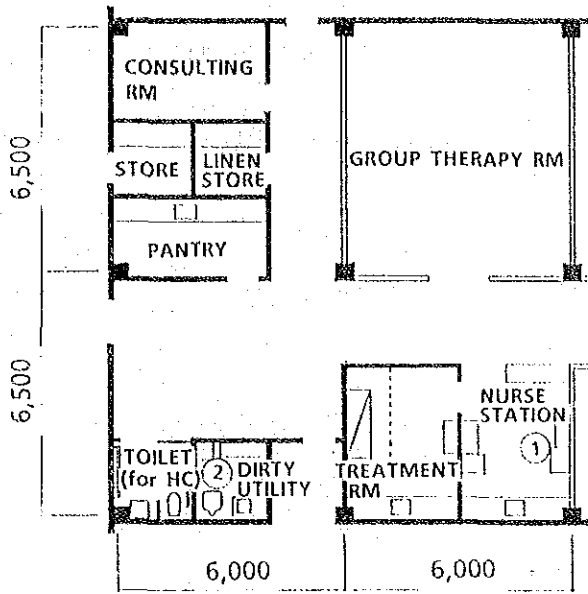 CONSULTING
RM
STORE
LINEN
STORE
GROUP THERAPY RM
PANTRY
6,500
6,500
NURSE
STATION
1
TOILET
(for HC)
2
DIRTY
UTILITY
TREATMENT
RM
6,000
6,000